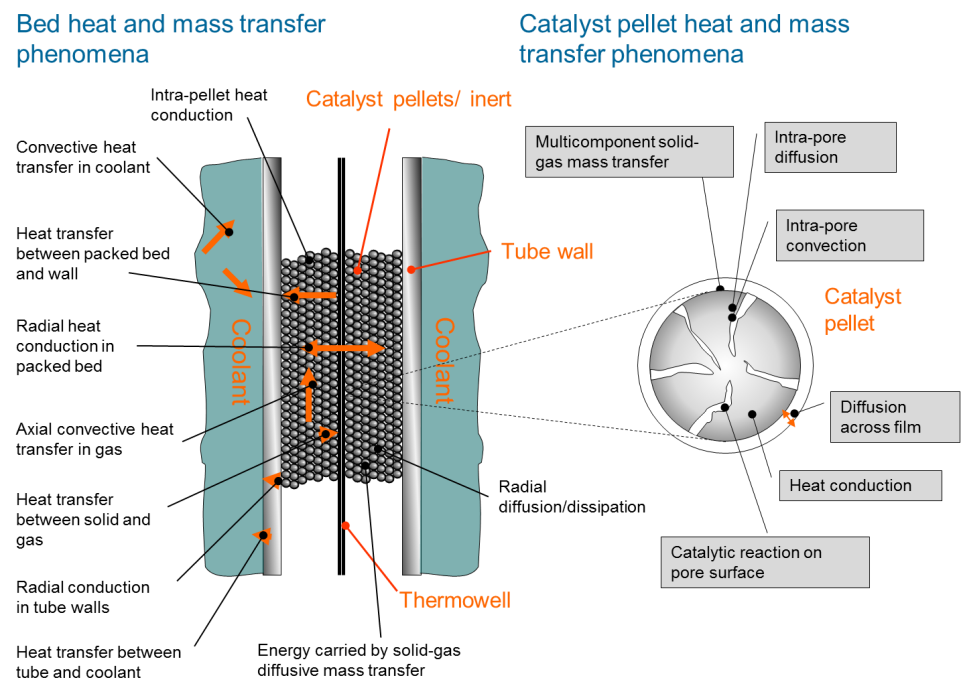 Bed heat and mass transfer
phenomena
Catalyst pellet heat and mass
transfer phenomena
Intra-pellet heat
conduction
Catalyst pellets/ inert
Convective heat
transfer in coolant
Heat transfer
between packed bed
and wall
Radial heat
conduction in
packed bed
Axial convective heat
transfer in gas
Heat transfer
between solid and
gas
Radial conduction
in tube walls
Heat transfer between
tube and coolant
Coolant
Coolant
Tube wall
Radial
diffusion/dissipation
Thermowell
Energy carried by solid-gas
diffusive mass transfer
Multicomponent solid-
gas mass transfer
Intra-pore
diffusion
Intra-pore
convection
Catalyst
pellet
Diffusion
across film
Heat conduction
Catalytic reaction on
pore surface